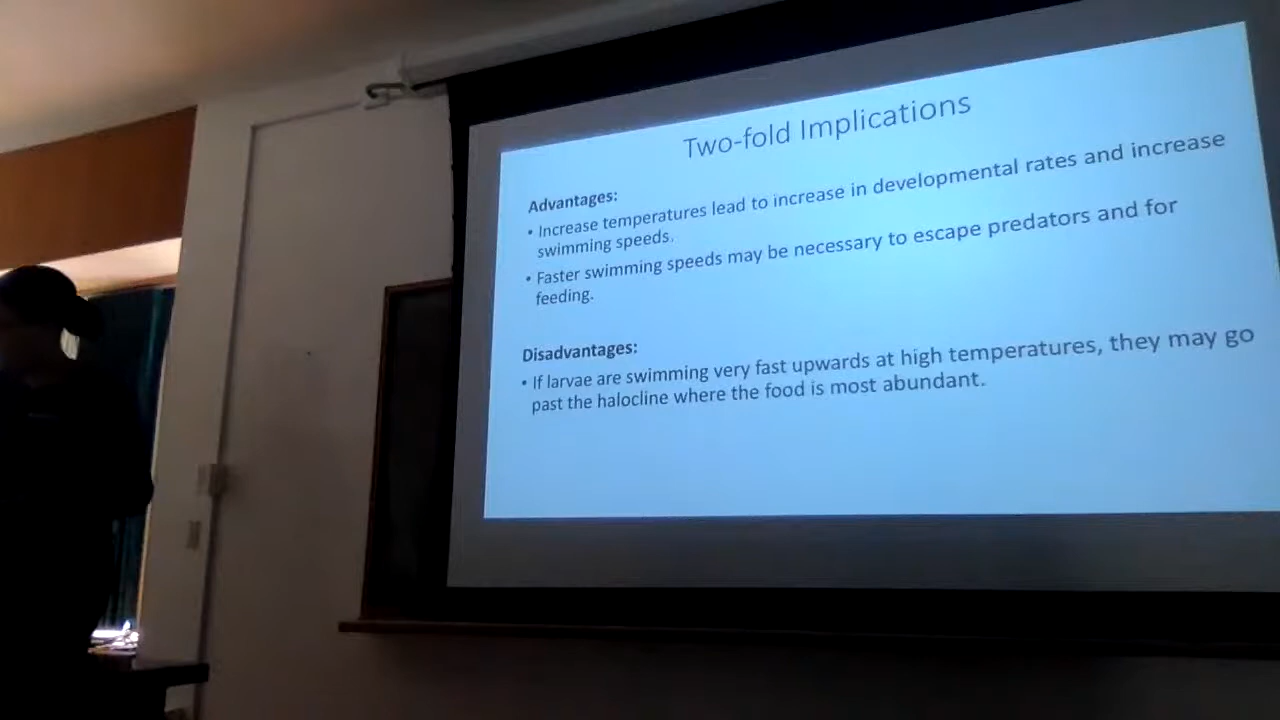 Two-fold Implications
Advantages:
• Increase temperatures lead to increase in developmental rates and increase
swimming speeds.
• Faster swimming speeds may be necessary to escape predators and for
feeding.
Disadvantages:
• If larvae are swimming very fast upwards at high temperatures, they may go
past the halocline where the food is most abundant.